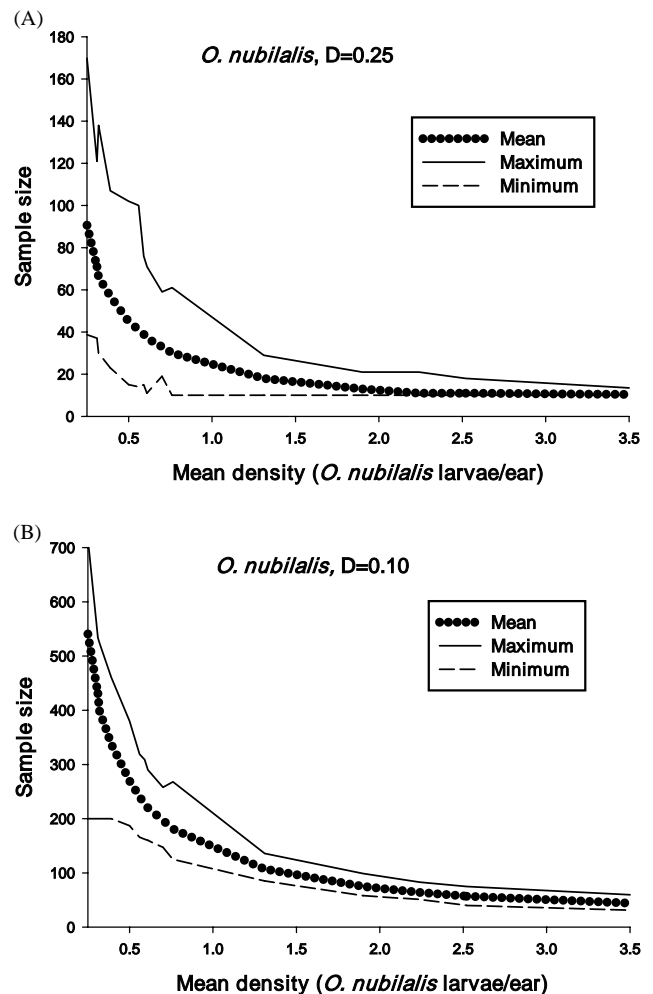 (A)
O. nubilalis, D=0.25
180
160
140
120
100
80
60
40
20
0
Sample size
Mean
Maximum
Minimum
0.5 1.0 1.5 2.0 2.5 3.0 3.5
Mean density (O. nubilalis larvae/ear)
(B)
O. nubilalis, D=0.10
700
600
500
400
300
200
100
0
Sample size
Mean
Maximum
Minimum
0.5 1.0 1.5 2.0 2.5 3.0 3.5
Mean density (O. nubilalis larvae/ear)